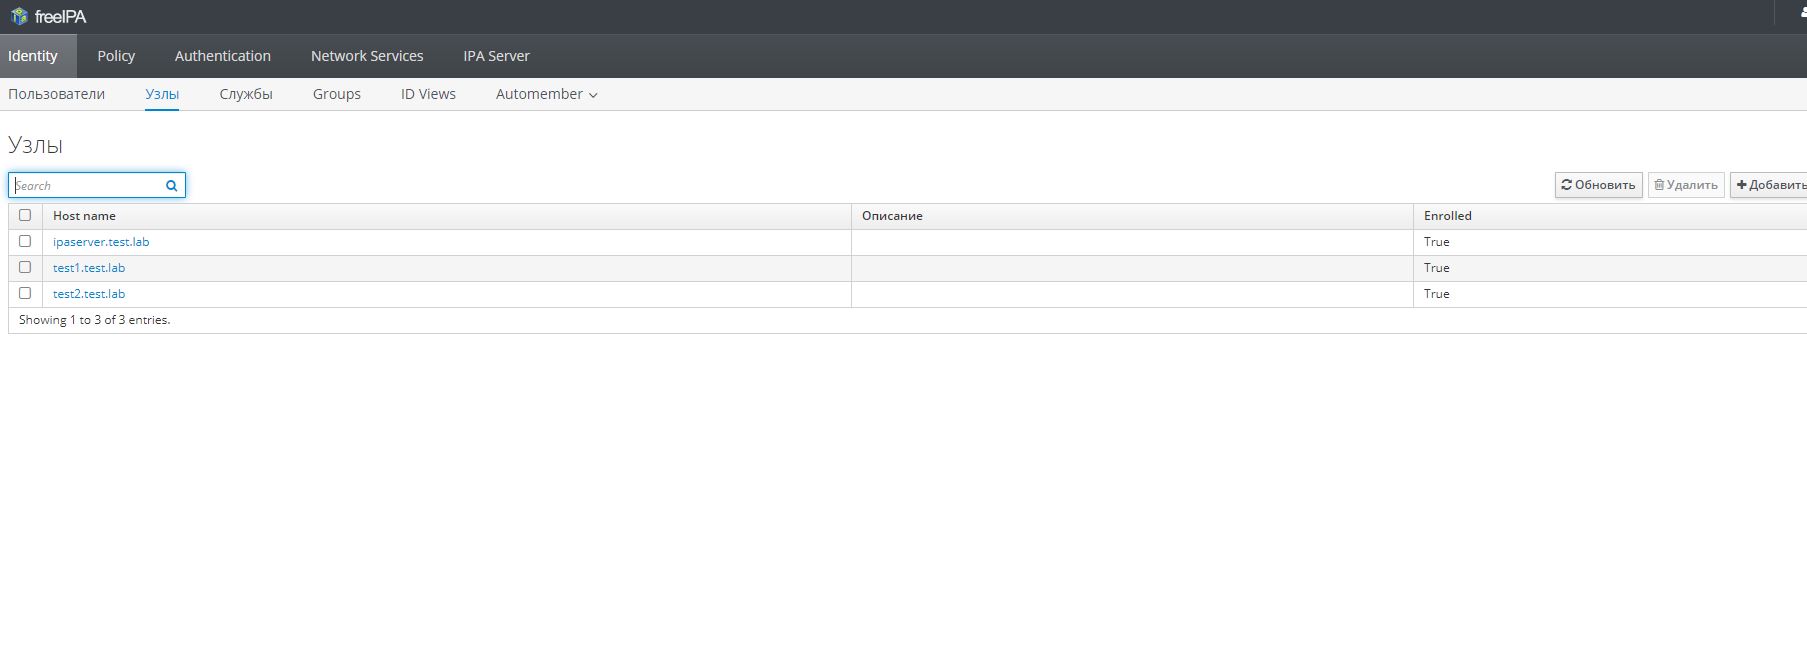 freeIPA
Identity Policy Authentication Network Services IPA Server
Пользователи Узлы Службы Groups ID Views Automember
Узлы
Search Обновить Удалить Добавить
Host name Описание Enrolled
ipaserver.test.lab True
test1.test.lab True
test2.test.lab True
Showing 1 to 3 of 3 entries.